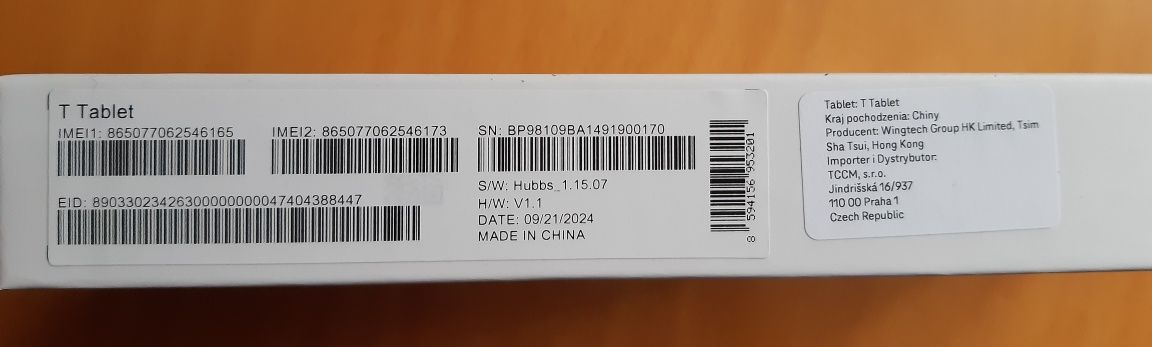 T Tablet
IMEI1: 865077062546165
IMEI2: 865077062546173
EID: 89033023426300000000047404388447
SN: BP98109BA1491900170
S/W: Hubbs_1.15.07
H/W: V1.1
DATE: 09/21/2024
MADE IN CHINA
8 594156 953201
Tablet: T Tablet
Kraj pochodzenia: Chiny
Producent: Wingtech Group HK Limited, Tsim
Sha Tsui, Hong Kong
Importer i Dystrybutor:
TCCM, s.r.o.
Jindrišská 16/937
110 00 Praha 1
Czech Republic